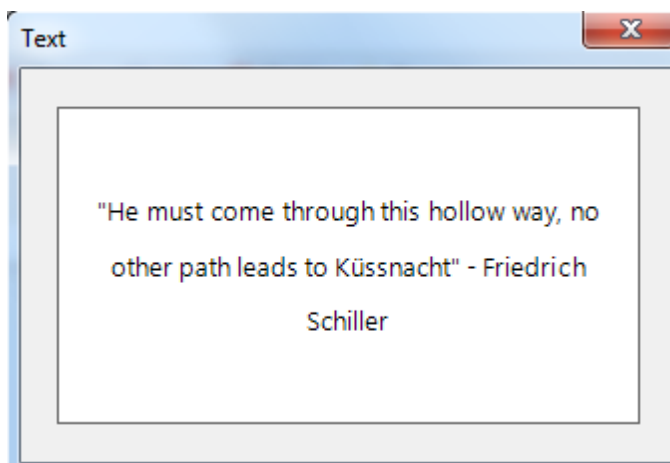 Text
"He must come through this hollow way, no
other path leads to Küssnacht" - Friedrich
Schiller